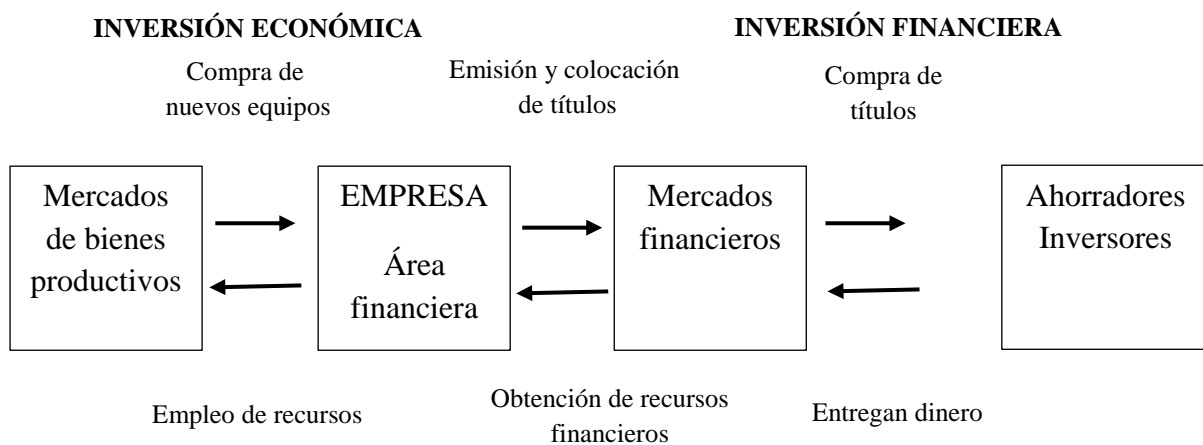 INVERSIÓN ECONÓMICA
INVERSIÓN FINANCIERA
Compra de
nuevos equipos
Emisión y colocación
de títulos
Compra de
títulos
Mercados
de bienes
productivos
EMPRESA
Área
financiera
Mercados
financieros
Ahorradores
Inversores
Empleo de recursos
Obtención de recursos
financieros
Entregan dinero